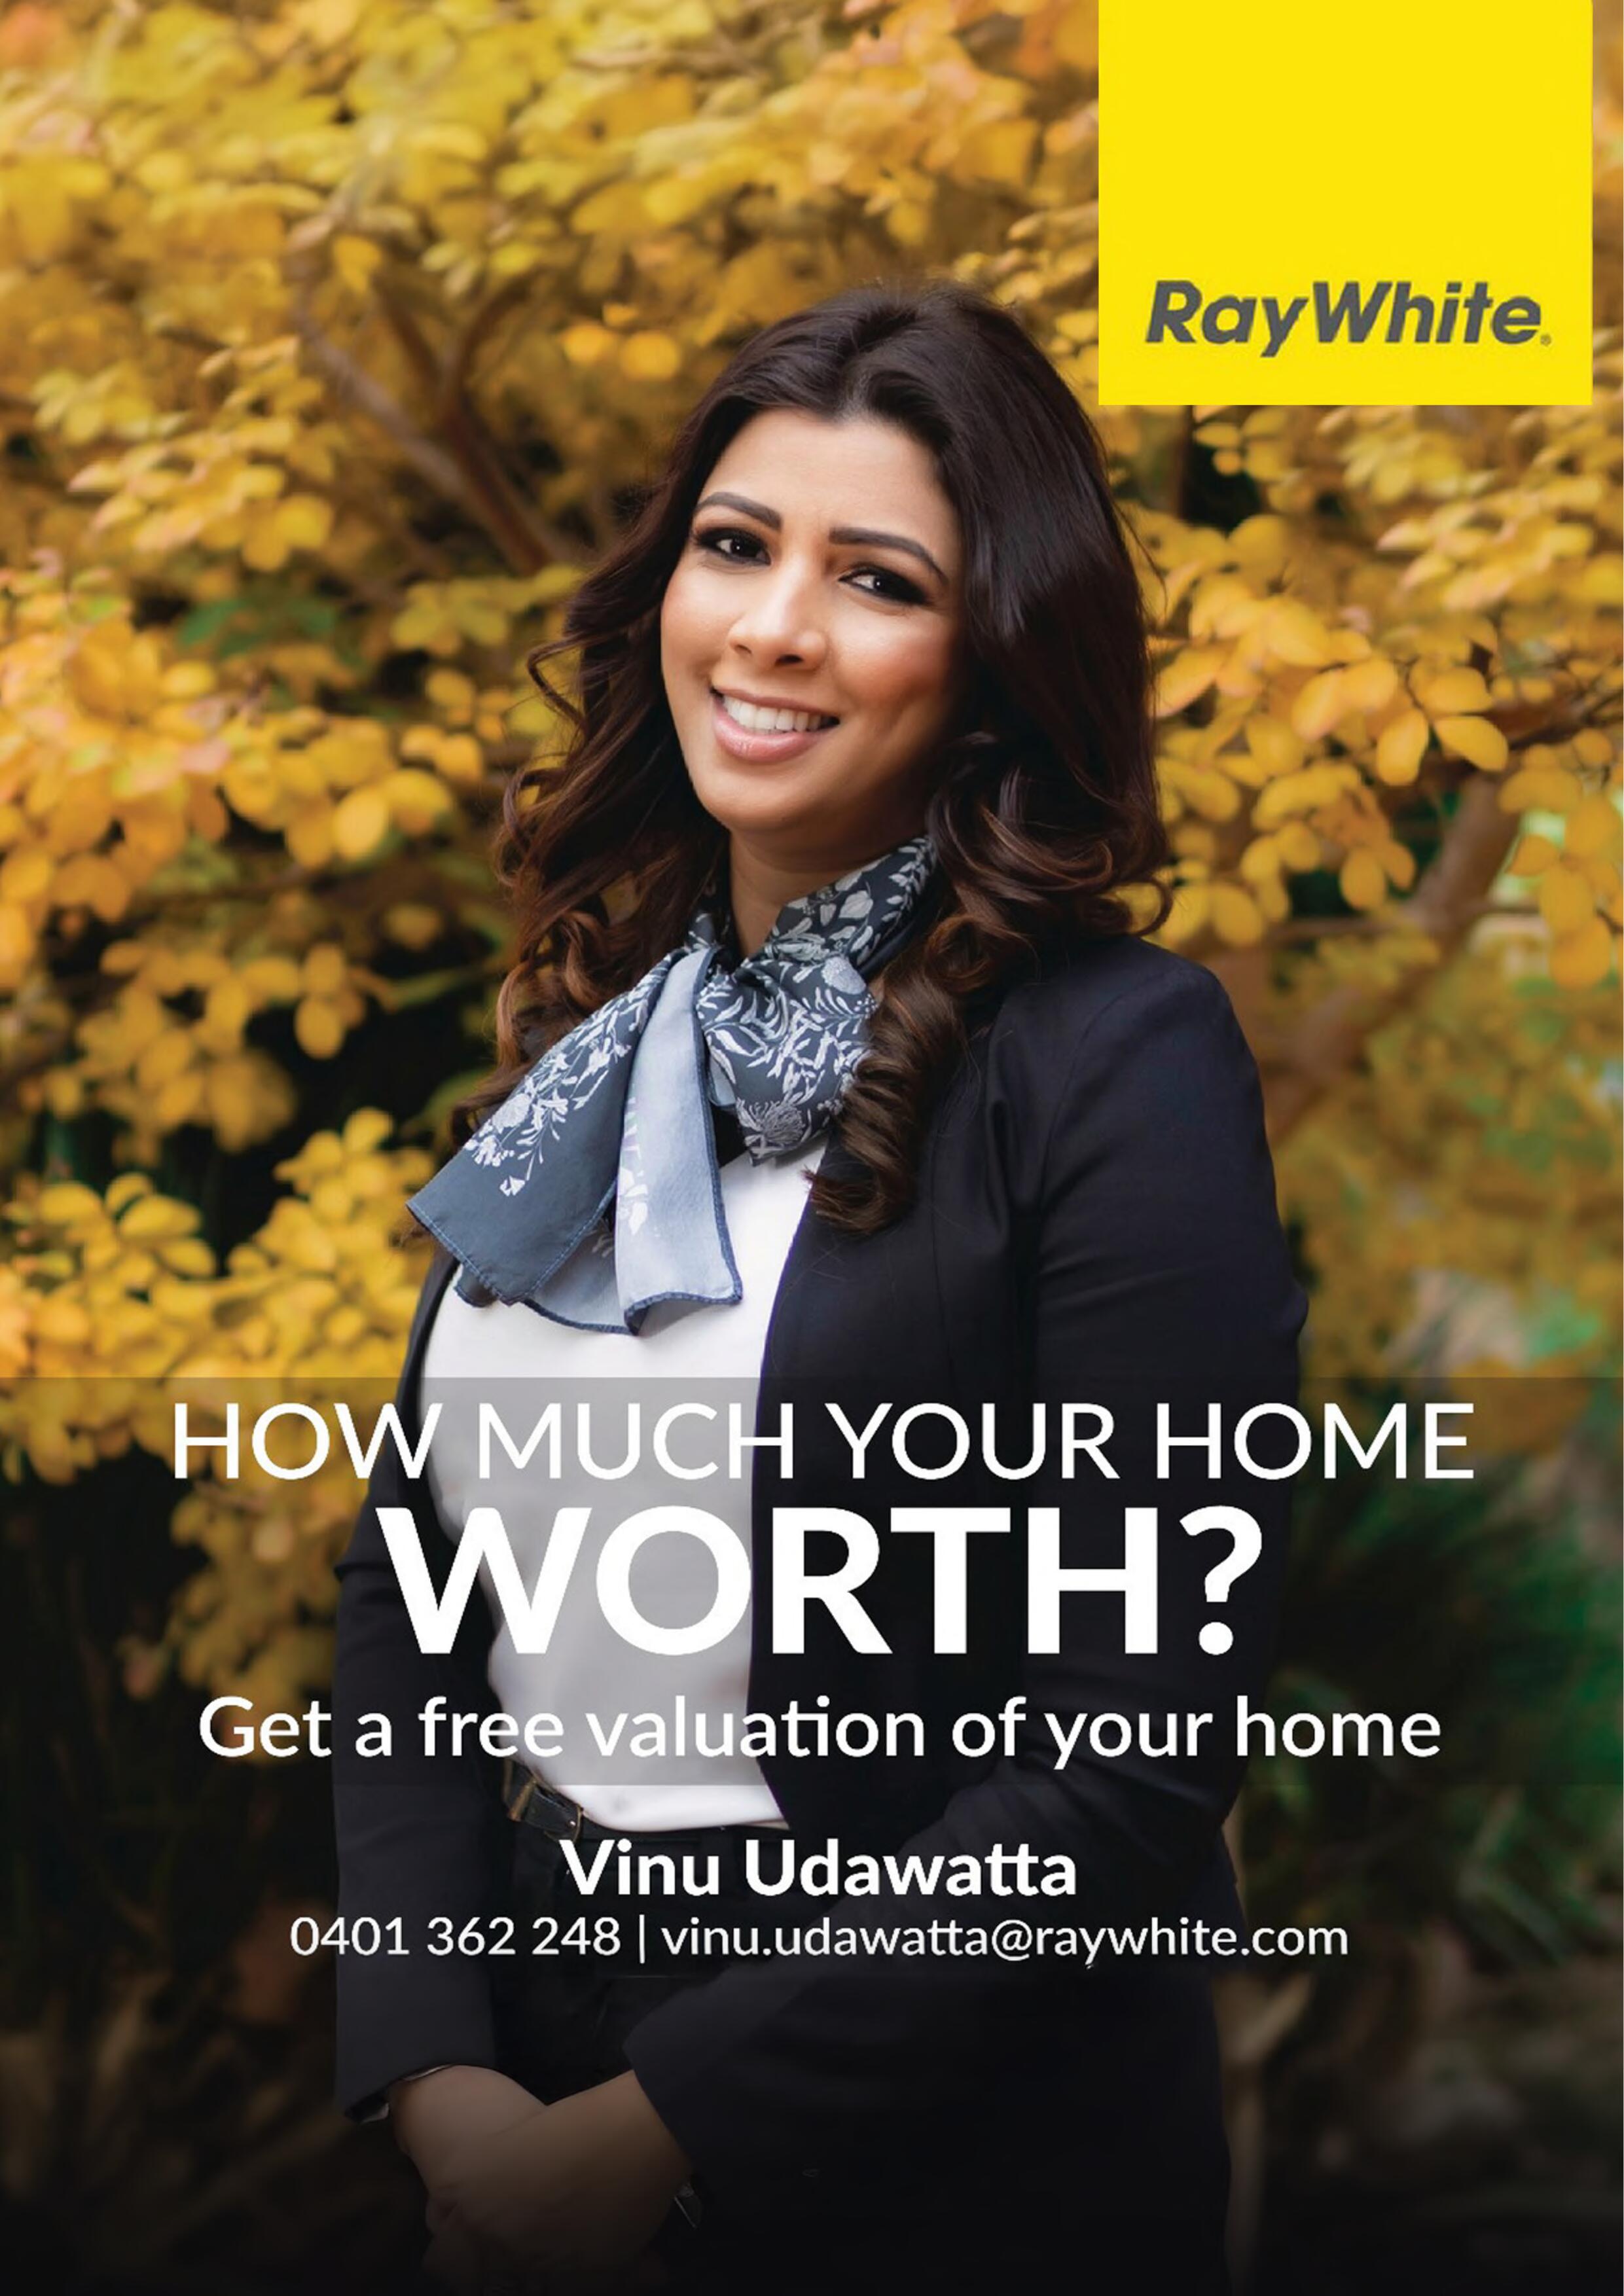 RayWhite.
HOW MUCH YOUR HOME
WORTH?
Get a free valuation of your home
Vinu Udawatta
0401 362 248 | vinu.udawatta@raywhite.com